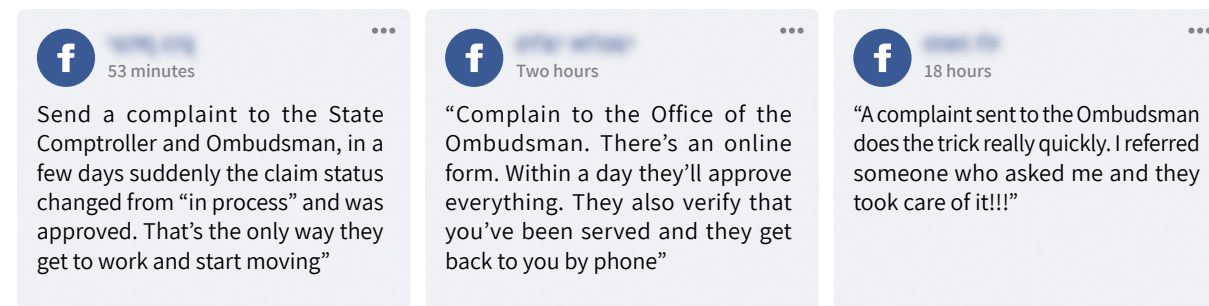 53 minutes
Send a complaint to the State
Comptroller and Ombudsman, in a
few days suddenly the claim status
changed from “in process” and was
approved. That’s the only way they
get to work and start moving”
Two hours
“Complain to the Office of the
Ombudsman. There’s an online
form. Within a day they’ll approve
everything. They also verify that
you’ve been served and they get
back to you by phone”
18 hours
“A complaint sent to the Ombudsman
does the trick really quickly. I referred
someone who asked me and they
took care of it!!!”